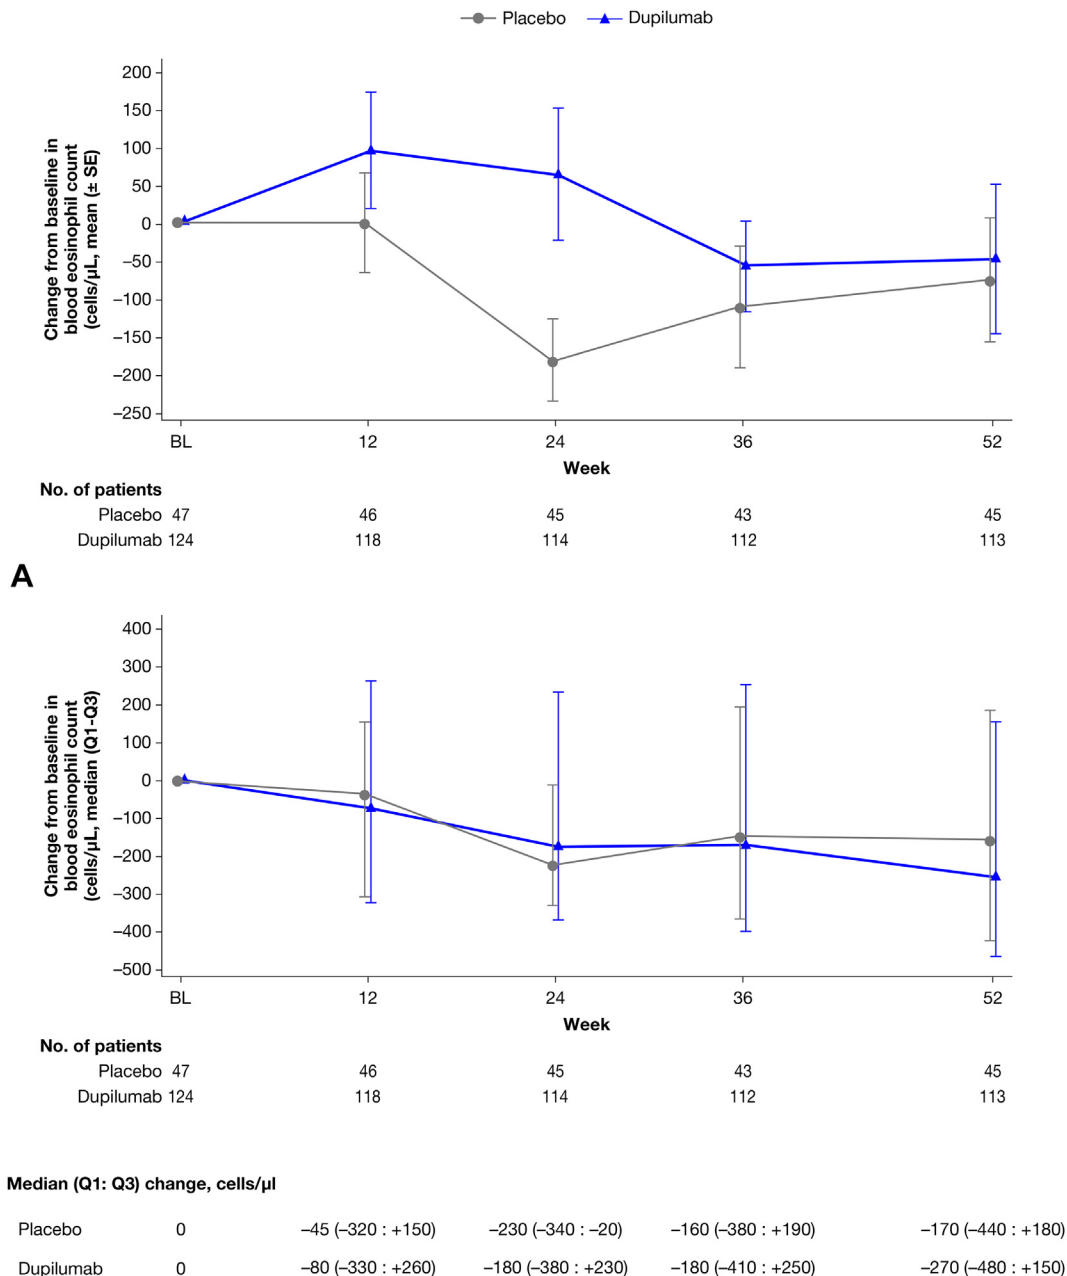 Placebo Dupilumab
Change from baseline in
blood eosinophil count
(cells/μL, mean (± SE)
200
150
100
50
0
–50
–100
–150
–200
–250
BL 12 24 36 52
Week
No. of patients
Placebo 47 46 45 43 45
Dupilumab 124 118 114 112 113
A
Change from baseline in
blood eosinophil count
(cells/μL, median (Q1-Q3)
400
300
200
100
0
–100
–200
–300
–400
–500
BL 12 24 36 52
Week
No. of patients
Placebo 47 46 45 43 45
Dupilumab 124 118 114 112 113
Median (Q1: Q3) change, cells/μl
Placebo 0 –45 (–320 : +150) –230 (–340 : –20) –160 (–380 : +190) –170 (–440 : +180)
Dupilumab 0 –80 (–330 : +260) –180 (–380 : +230) –180 (–410 : +250) –270 (–480 : +150)